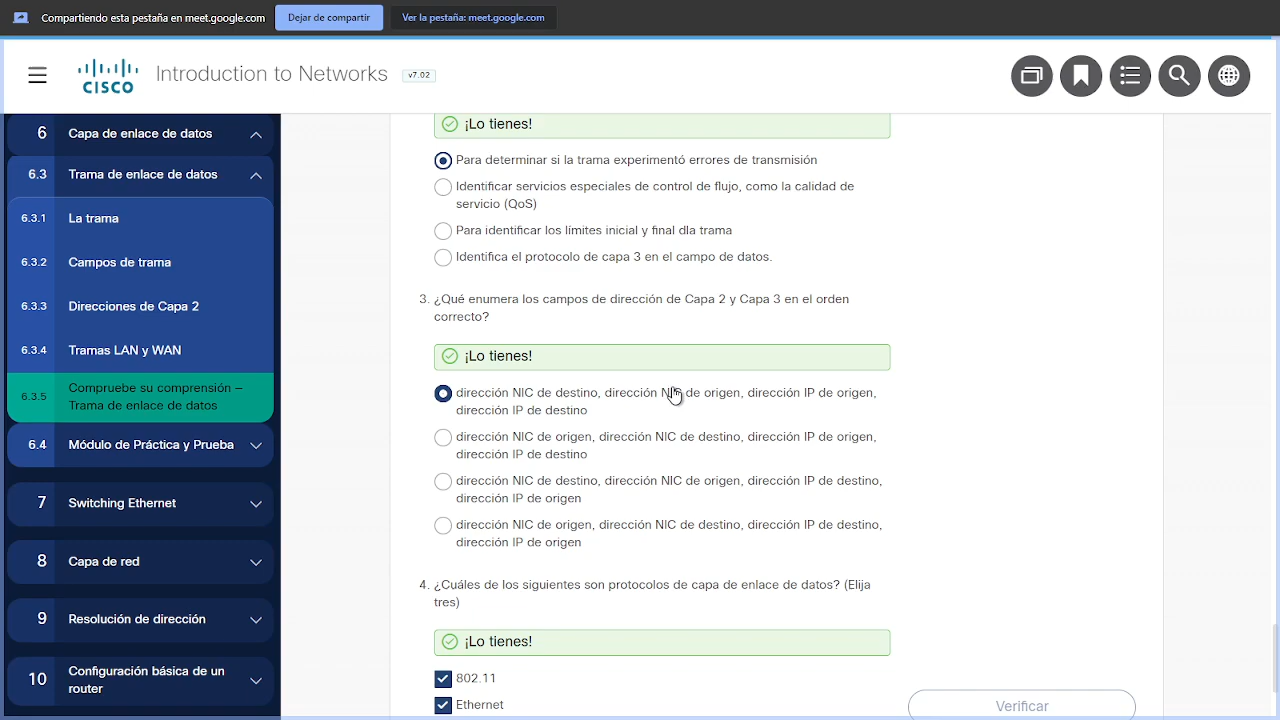 Compartiendo esta pestaña en meet.google.com
Dejar de compartir
Ver la pestaña: meet.google.com
CISCO
Introduction to Networks
v7.02
6 Capa de enlace de datos
6.3 Trama de enlace de datos
6.3.1 La trama
6.3.2 Campos de trama
6.3.3 Direcciones de Capa 2
6.3.4 Tramas LAN y WAN
6.3.5 Compruebe su comprensión –
Trama de enlace de datos
6.4 Módulo de Práctica y Prueba
7 Switching Ethernet
8 Capa de red
9 Resolución de dirección
10 Configuración básica de un
router
¡Lo tienes!
Para determinar si la trama experimentó errores de transmisión
Identificar servicios especiales de control de flujo, como la calidad de
servicio (QoS)
Para identificar los límites inicial y final dla trama
Identifica el protocolo de capa 3 en el campo de datos.
3. ¿Qué enumera los campos de dirección de Capa 2 y Capa 3 en el orden
correcto?
¡Lo tienes!
dirección NIC de destino, dirección NIC de origen, dirección IP de origen,
dirección IP de destino
dirección NIC de origen, dirección NIC de destino, dirección IP de origen,
dirección IP de destino
dirección NIC de destino, dirección NIC de origen, dirección IP de destino,
dirección IP de origen
dirección NIC de origen, dirección NIC de destino, dirección IP de destino,
dirección IP de origen
4. ¿Cuáles de los siguientes son protocolos de capa de enlace de datos? (Elija
tres)
¡Lo tienes!
802.11
Ethernet
Verificar